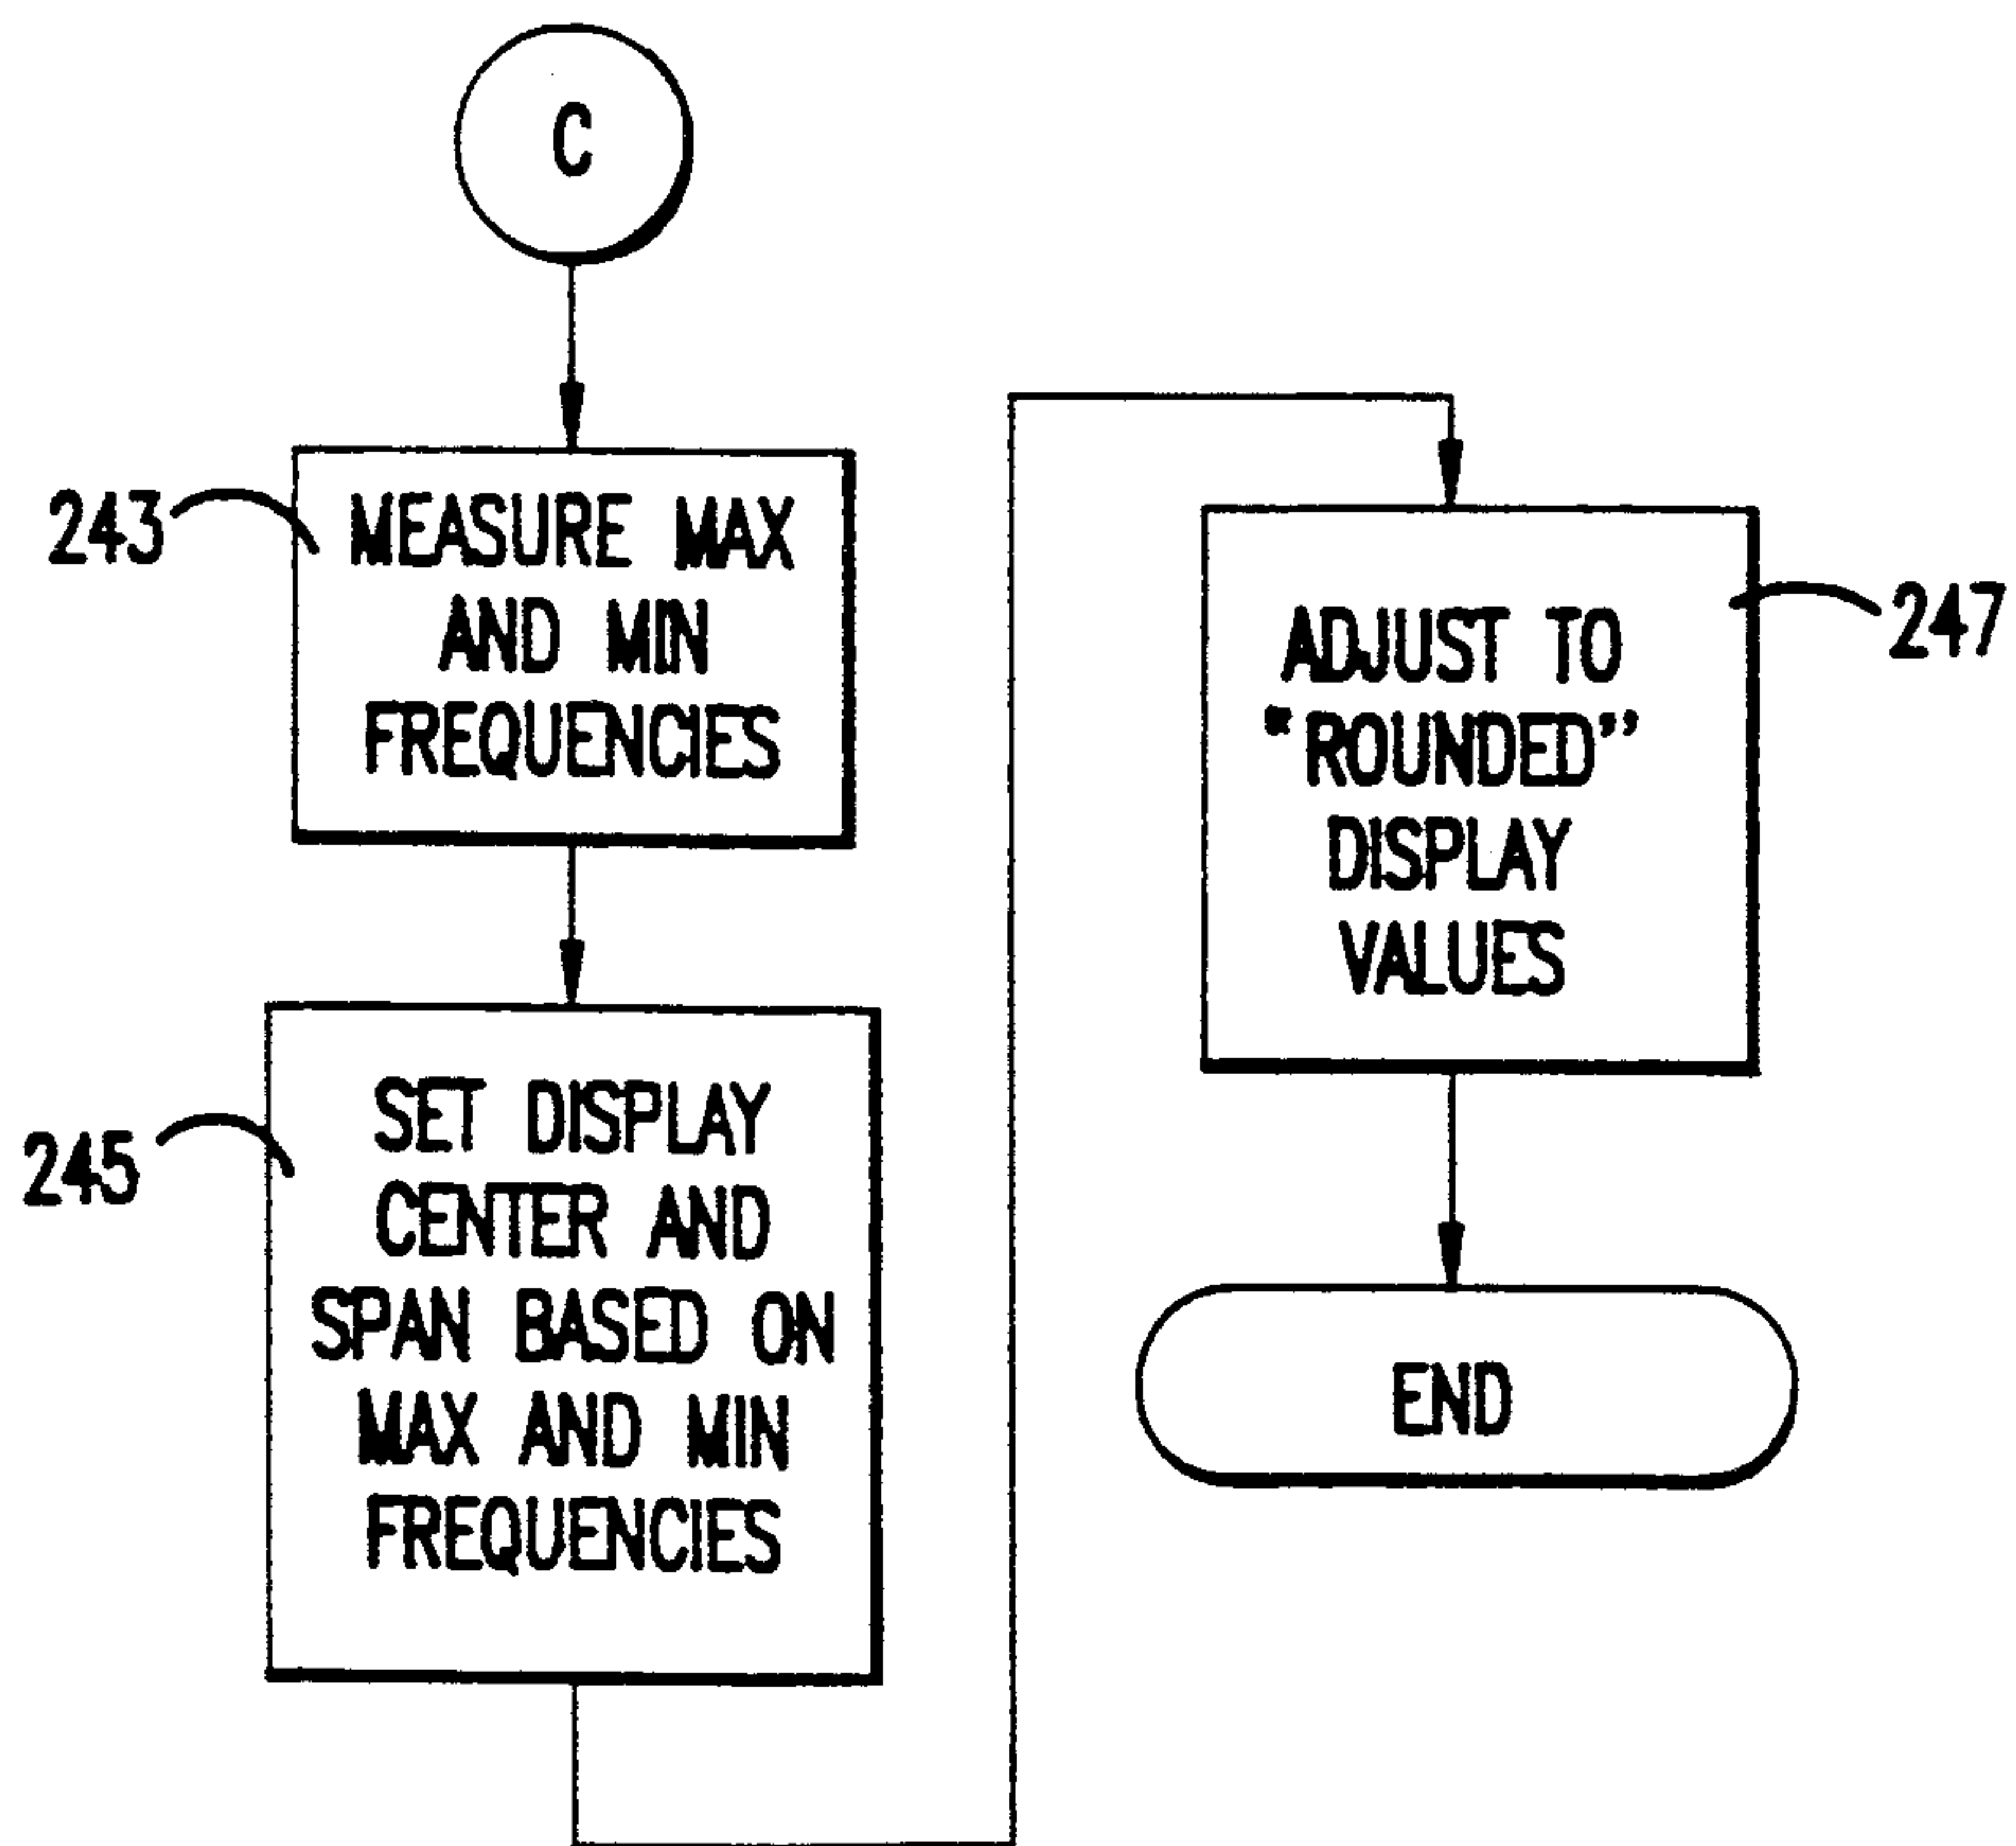 C
243
MEASURE MAX
AND MIN
FREQUENCIES
245
SET DISPLAY
CENTER AND
SPAN BASED ON
MAX AND MIN
FREQUENCIES
247
ADJUST TO
"ROUNDED"
DISPLAY
VALUES
END